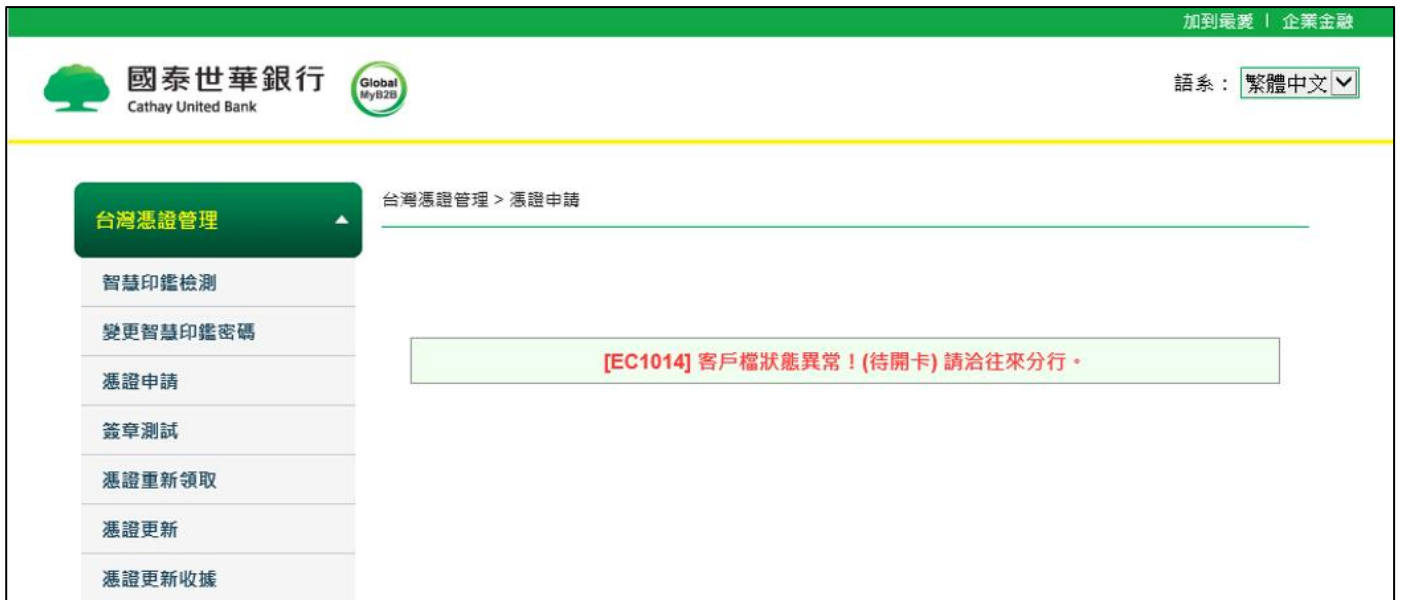 加到最愛 | 企業金融
國泰世華銀行
Cathay United Bank
Global
MyB2B
語系： 繁體中文
台灣憑證管理
台灣憑證管理 > 憑證申請
智慧印鑑檢測
變更智慧印鑑密碼
憑證申請
簽章測試
憑證重新領取
憑證更新
憑證更新收據
[EC1014] 客戶檔狀態異常！(待開卡) 請洽往來分行。